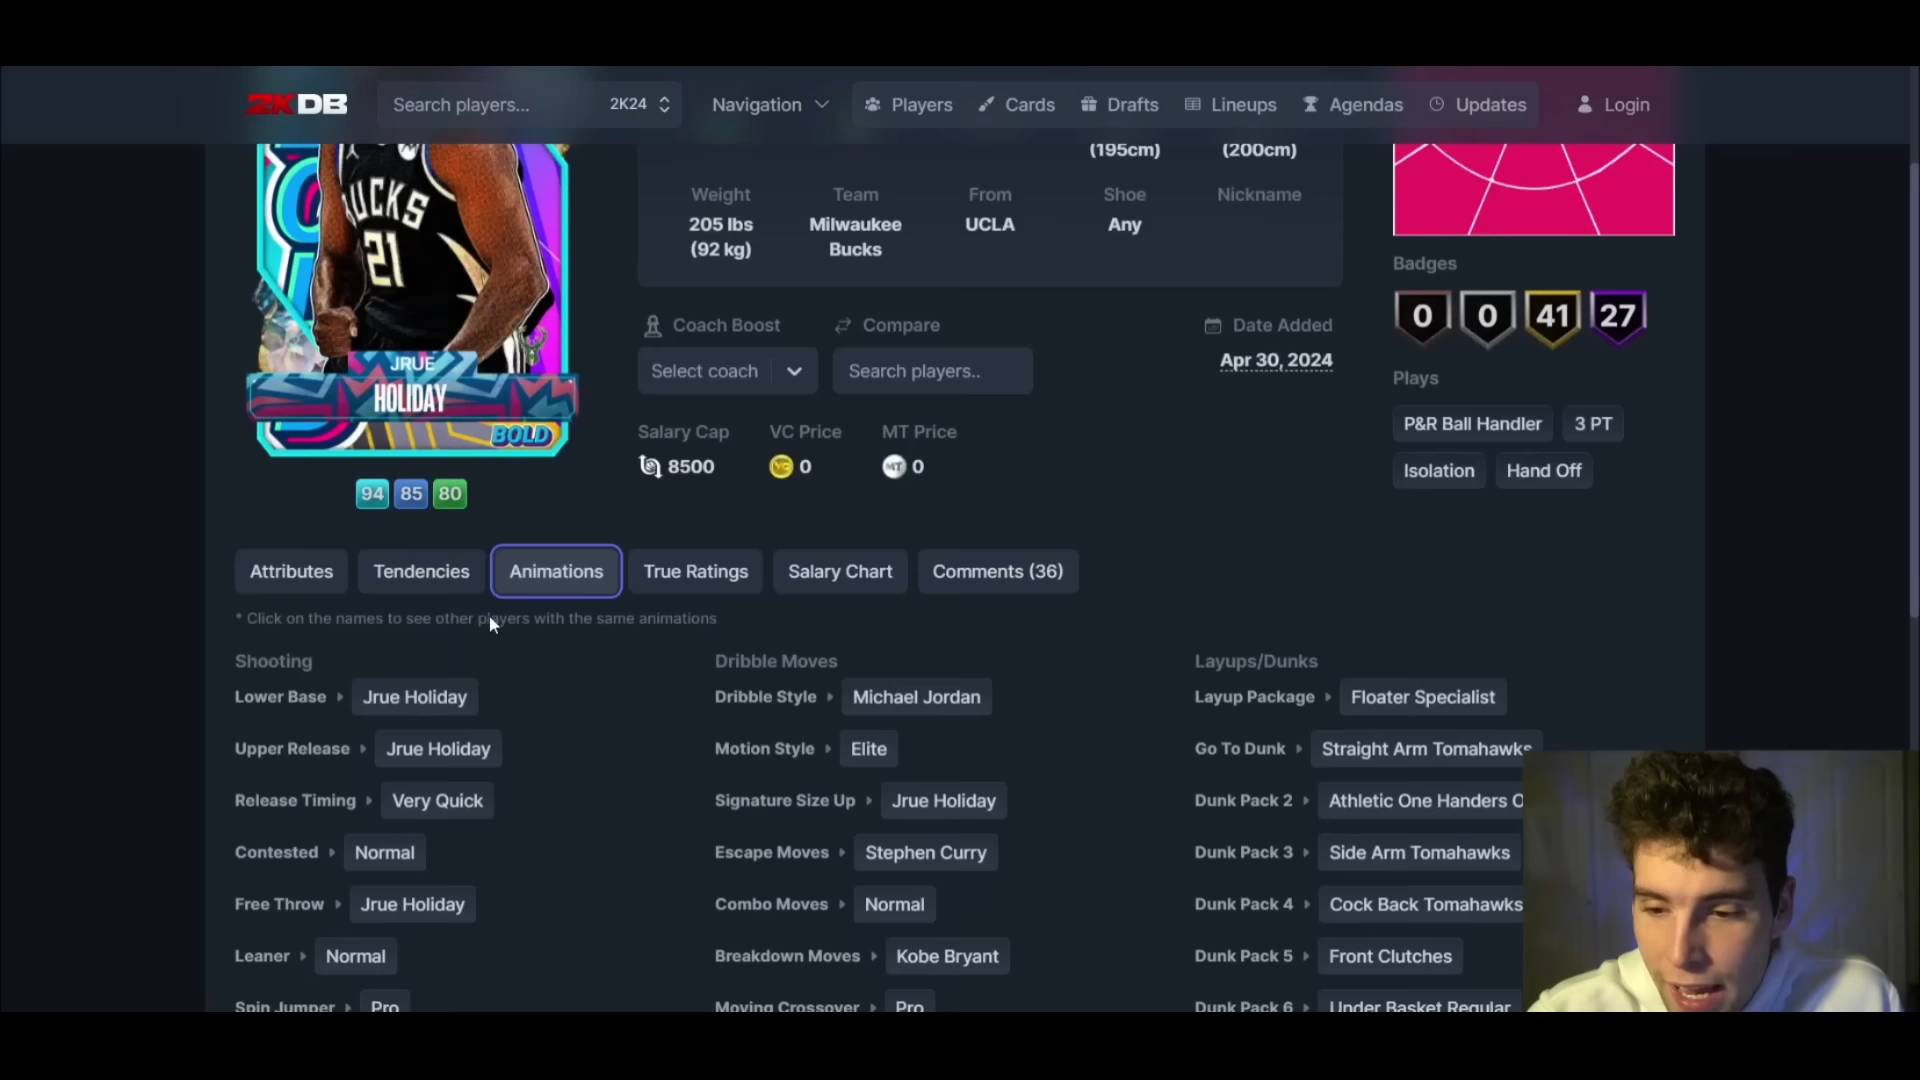 2KDB
Search players...
2K24
Navigation
Players
Cards
Drafts
Lineups
Agendas
Updates
Login
(195cm)
(200cm)
Weight
Team
From
Shoe
Nickname
205 lbs
(92 kg)
Milwaukee
Bucks
UCLA
Any
BUCKS
21
JRUE
HOLIDAY
BOLD
94 85 80
Coach Boost
Compare
Date Added
Select coach
Search players..
Apr 30, 2024
Salary Cap
VC Price
MT Price
8500
VC 0
MT 0
Badges
0 0 41 27
Plays
P&R Ball Handler
3 PT
Isolation
Hand Off
Attributes
Tendencies
Animations
True Ratings
Salary Chart
Comments (36)
* Click on the names to see other players with the same animations
Shooting
Lower Base Jrue Holiday
Upper Release Jrue Holiday
Release Timing Very Quick
Contested Normal
Free Throw Jrue Holiday
Leaner Normal
Spin Jumper Pro
Dribble Moves
Dribble Style Michael Jordan
Motion Style Elite
Signature Size Up Jrue Holiday
Escape Moves Stephen Curry
Combo Moves Normal
Breakdown Moves Kobe Bryant
Moving Crossover Pro
Layups/Dunks
Layup Package Floater Specialist
Go To Dunk Straight Arm Tomahawks
Dunk Pack 2 Athletic One Handers O
Dunk Pack 3 Side Arm Tomahawks
Dunk Pack 4 Cock Back Tomahawks
Dunk Pack 5 Front Clutches
Dunk Pack 6 Under Basket Regular